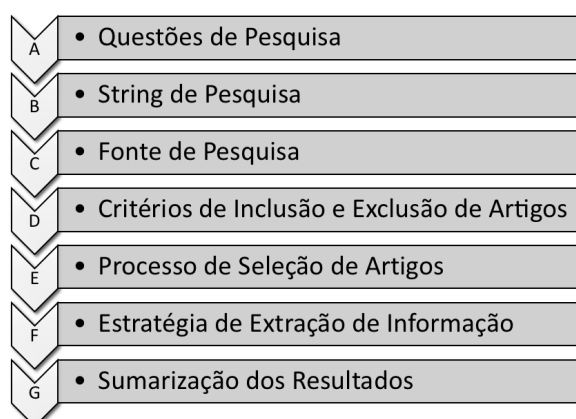 A • Questões de Pesquisa
B • String de Pesquisa
C • Fonte de Pesquisa
D • Critérios de Inclusão e Exclusão de Artigos
E • Processo de Seleção de Artigos
F • Estratégia de Extração de Informação
G • Sumarização dos Resultados